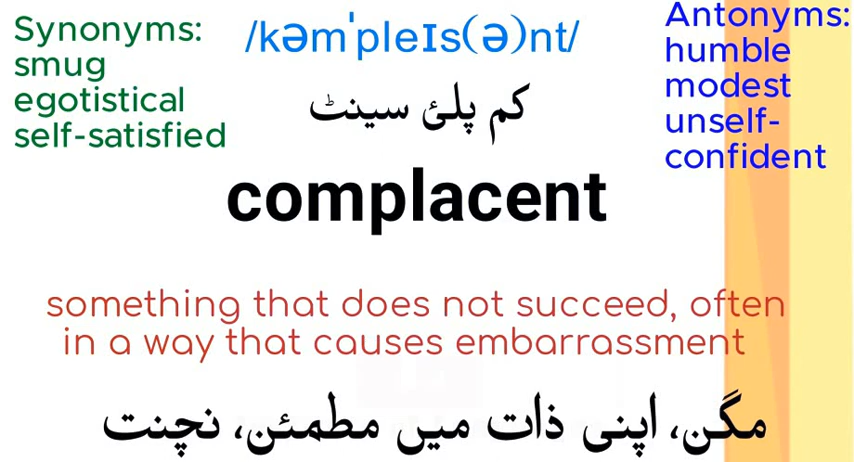 Synonyms:
smug
egotistical
self-satisfied
/kəmˈpleɪs(ə)nt/
کم پلئ سینٹ
Antonyms:
humble
modest
unself-
confident
complacent
something that does not succeed, often
in a way that causes embarrassment
مگن، اپنی ذات میں مطمئن، نچنت